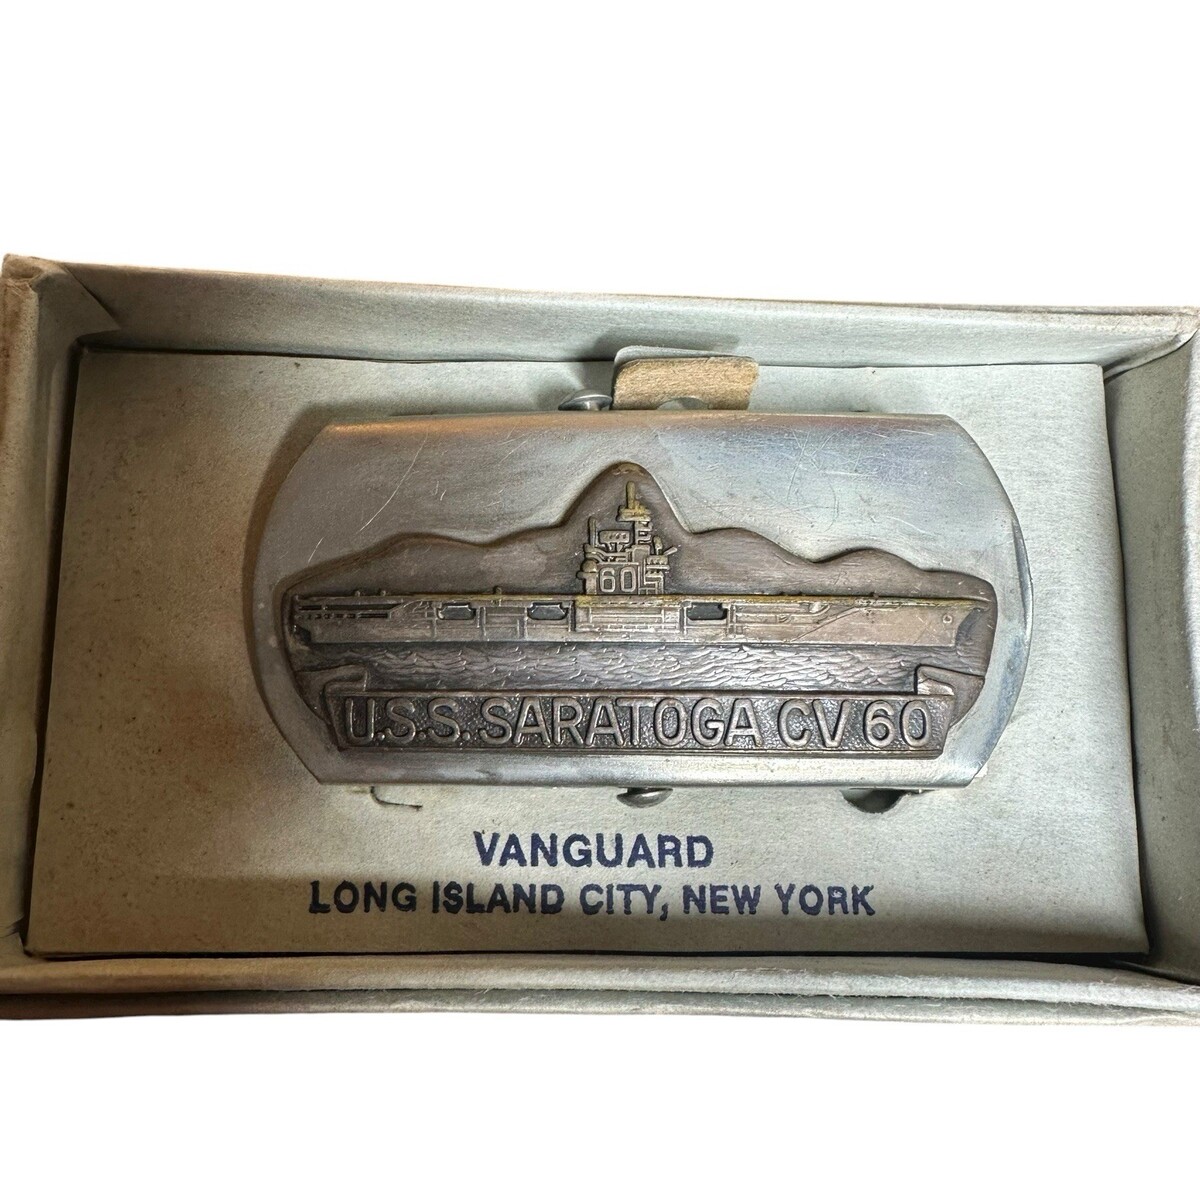 60
U.S.S. SARATOGA CV 60
VANGUARD
LONG ISLAND CITY, NEW YORK